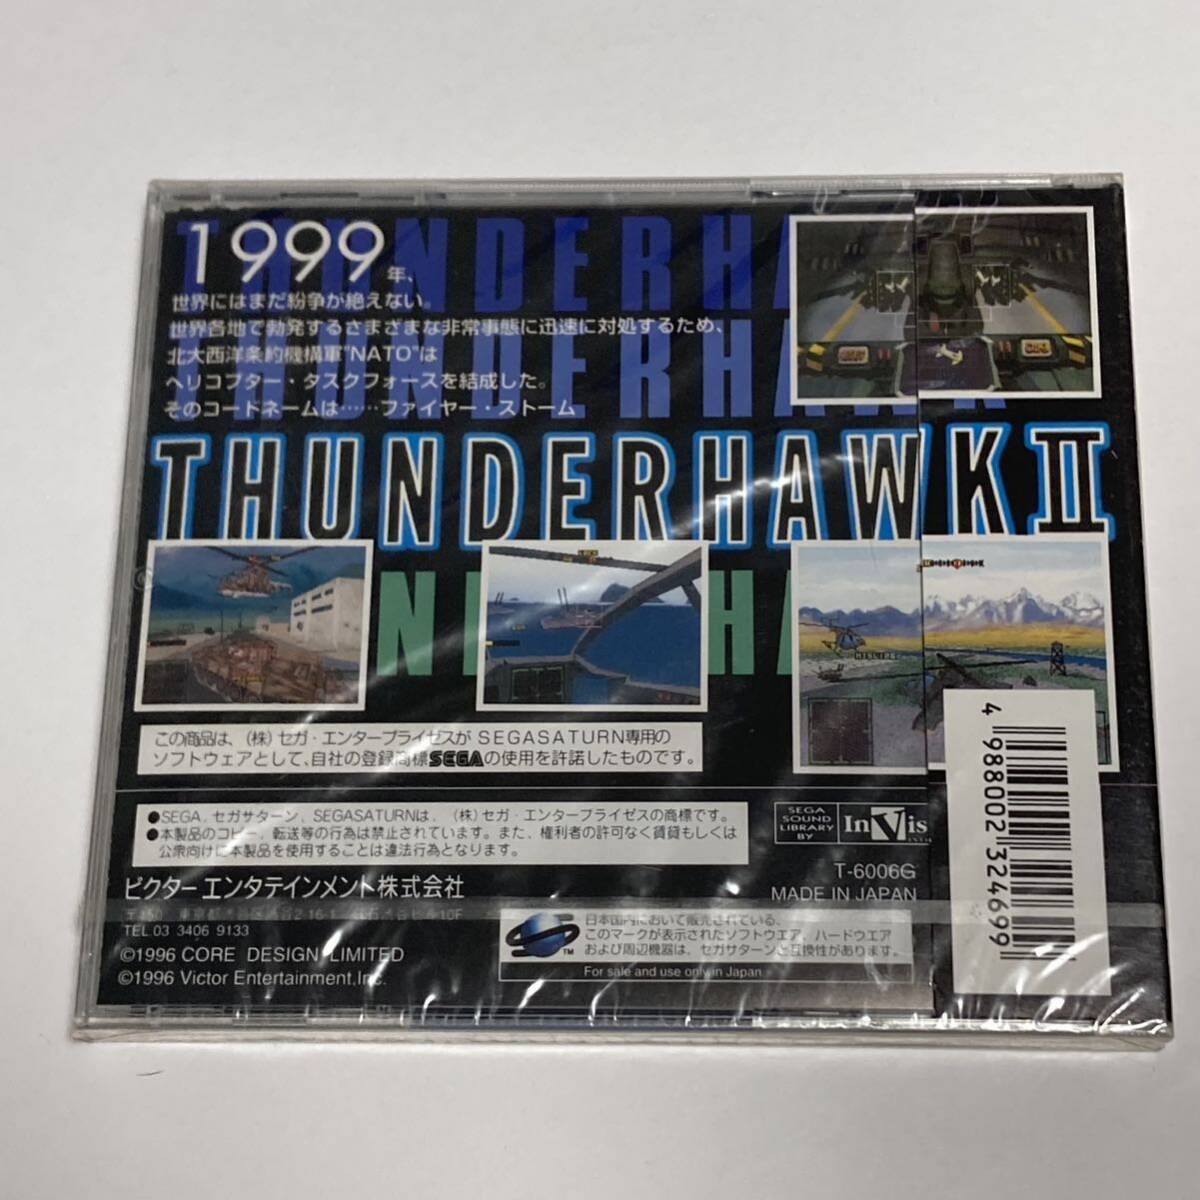 THUNDERHA
1999年、
世界にはまだ紛争が絶えない。
世界各地で勃発するさまざまな非常事態に迅速に対処するため、
北大西洋条約機構軍"NATO"は
ヘリコプター・タスクフォースを結成した。
そのコードネームは……ファイヤー・ストーム
THUNDERHAWK
THUNDERHAWK II
この商品は、(株)セガ・エンタープライゼスがSEGASATURN専用の
ソフトウェアとして、自社の登録商標SEGAの使用を許諾したものです。
●SEGA、セガサターン、SEGASATURNは、(株)セガ・エンタープライゼスの商標です。
●本製品のコピー、転送等の行為は禁止されています。また、権利者の許可なく賃貸もしくは
公衆向けに本製品を使用することは違法行為となります。
SEGA
SOUND
LIBRARY
BY
InVis
T-6006G
MADE IN JAPAN
ビクター エンタテインメント株式会社
TEL 03 3406 9133
©1996 CORE DESIGN LIMITED
©1996 Victor Entertainment,Inc.
日本国内において販売されている、
このマークが表示されたソフトウエア、ハードウエア
および周辺機器は、セガサターンと互換性があります。
For sale and use only in Japan
4 988002 324699